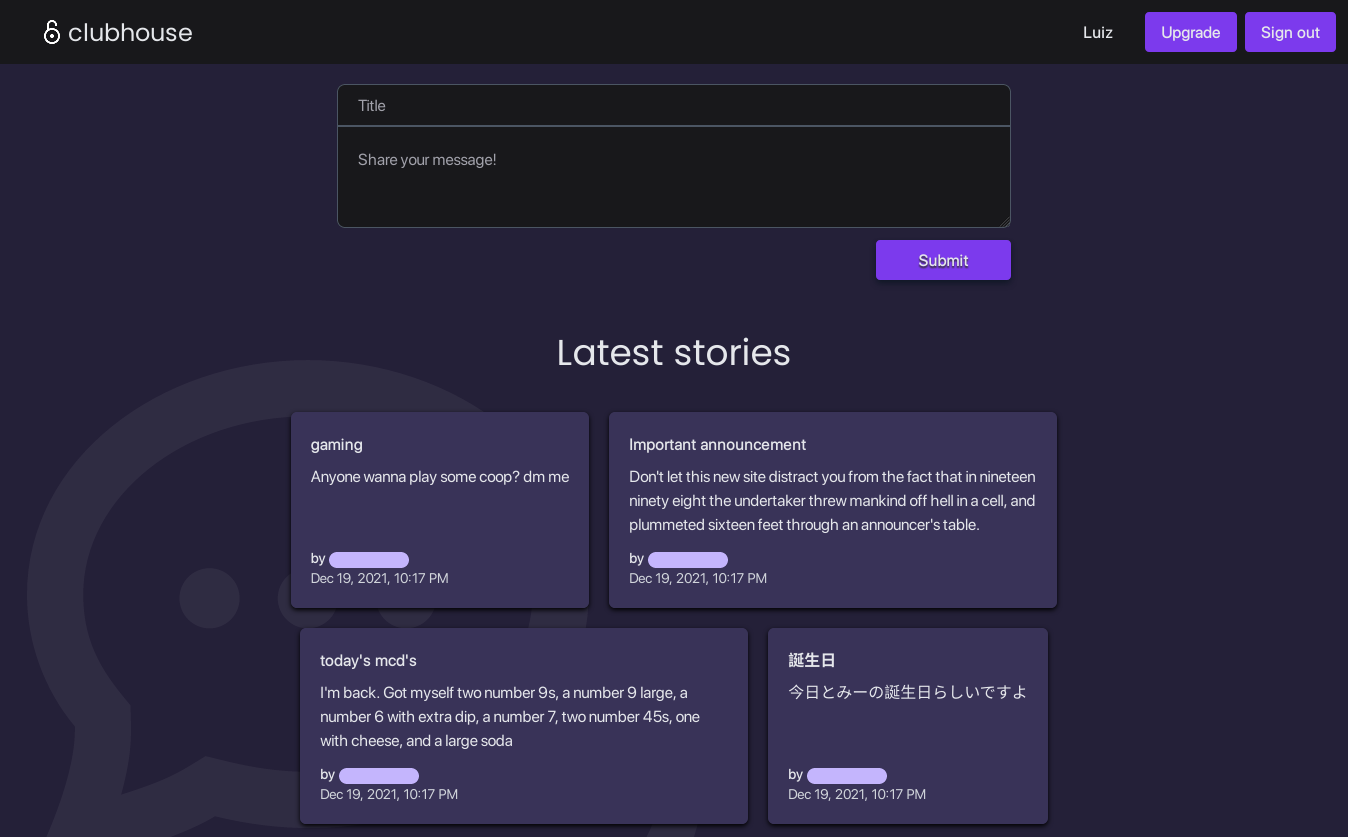 clubhouse
Luiz
Upgrade
Sign out
Title
Share your message!
Submit
Latest stories
gaming
Anyone wanna play some coop? dm me
by
Dec 19, 2021, 10:17 PM
Important announcement
Don't let this new site distract you from the fact that in nineteen
ninety eight the undertaker threw mankind off hell in a cell, and
plummeted sixteen feet through an announcer's table.
by
Dec 19, 2021, 10:17 PM
today's mcd's
I'm back. Got myself two number 9s, a number 9 large, a
number 6 with extra dip, a number 7, two number 45s, one
with cheese, and a large soda
by
Dec 19, 2021, 10:17 PM
誕生日
今日とみーの誕生日らしいですよ
by
Dec 19, 2021, 10:17 PM